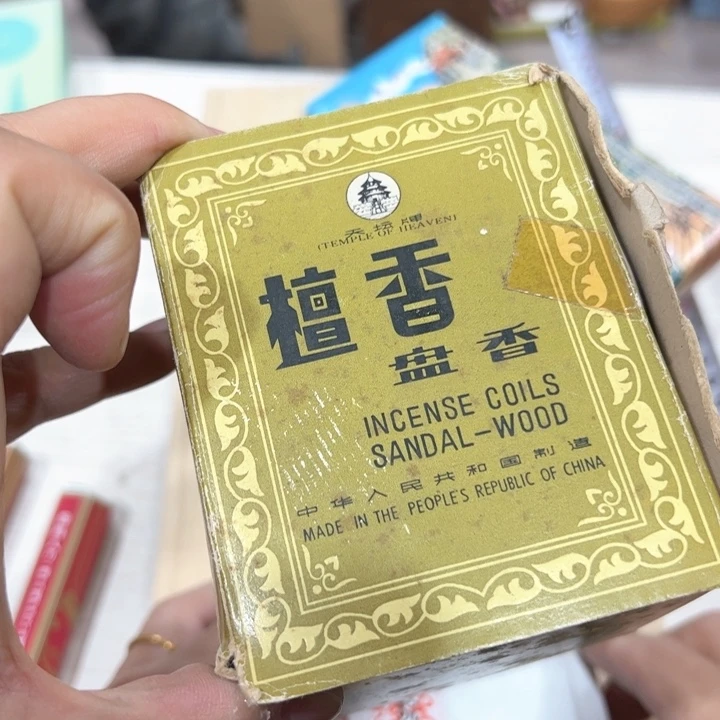 天坛牌
(TEMPLE OF HEAVEN)
檀香
盘香
INCENSE COILS
SANDAL-WOOD
中华人民共和国制造
MADE IN THE PEOPLE'S REPUBLIC OF CHINA